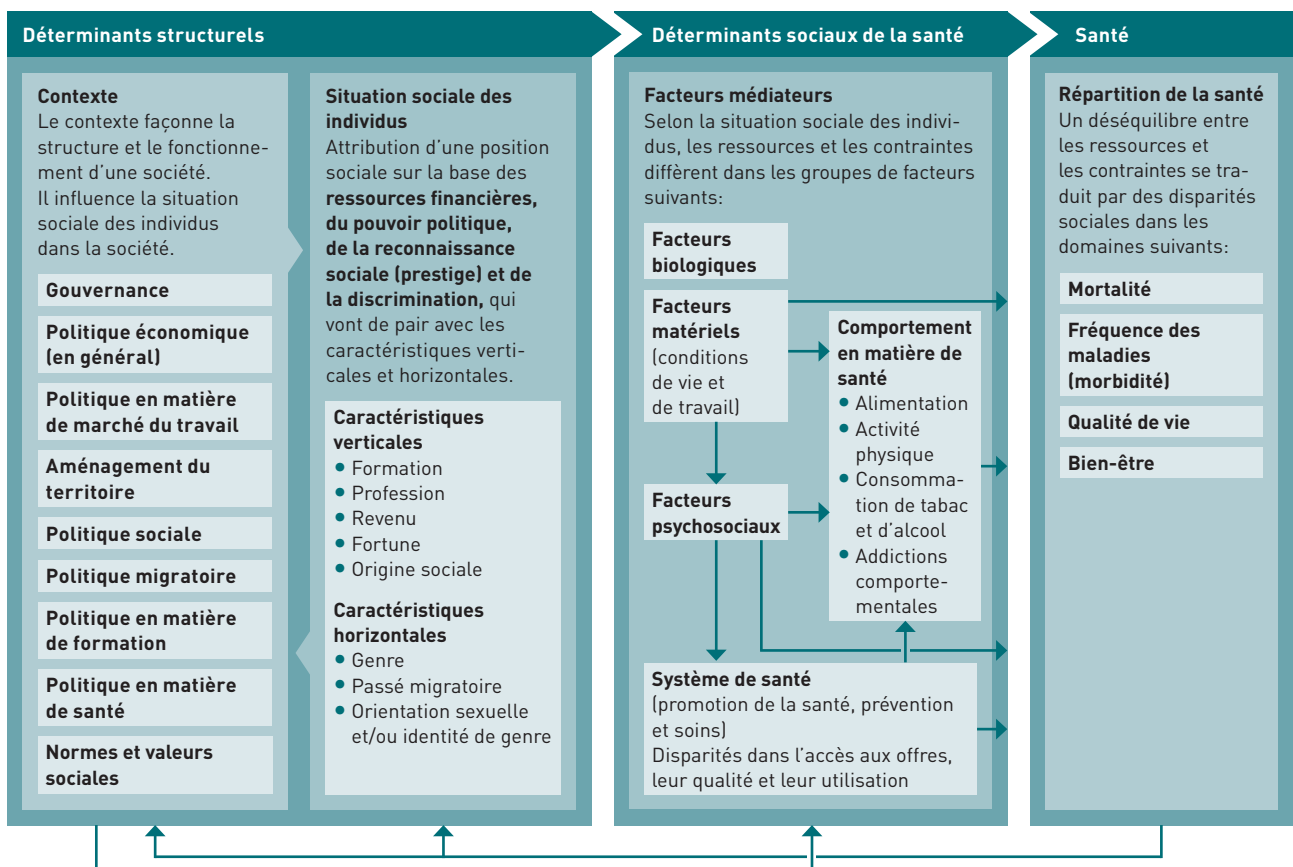 Déterminants structurels
Déterminants sociaux de la santé
Santé
Contexte
Le contexte façonne la
structure et le fonctionne-
ment d'une société.
Il influence la situation
sociale des individus
dans la société.
Gouvernance
Politique économique
(en général)
Politique en matière
de marché du travail
Aménagement du
territoire
Politique sociale
Politique migratoire
Politique en matière
de formation
Politique en matière
de santé
Normes et valeurs
sociales
Situation sociale des
individus
Attribution d'une position
sociale sur la base des
ressources financières,
du pouvoir politique,
de la reconnaissance
sociale (prestige) et de
la discrimination, qui
vont de pair avec les
caractéristiques verti-
cales et horizontales.
Caractéristiques
verticales
• Formation
• Profession
• Revenu
• Fortune
• Origine sociale
Caractéristiques
horizontales
• Genre
• Passé migratoire
• Orientation sexuelle
et/ou identité de genre
Facteurs médiateurs
Selon la situation sociale des indivi-
dus, les ressources et les contraintes
diffèrent dans les groupes de facteurs
suivants:
Facteurs
biologiques
Facteurs
matériels
(conditions
de vie et
de travail)
Facteurs
psychosociaux
Comportement
en matière de
santé
• Alimentation
• Activité
physique
• Consomma-
tion de tabac
et d'alcool
• Addictions
comporte-
mentales
Système de santé
(promotion de la santé, prévention
et soins)
Disparités dans l'accès aux offres,
leur qualité et leur utilisation
Répartition de la santé
Un déséquilibre entre
les ressources et
les contraintes se tra-
duit par des disparités
sociales dans les
domaines suivants:
Mortalité
Fréquence des
maladies
(morbidité)
Qualité de vie
Bien-être